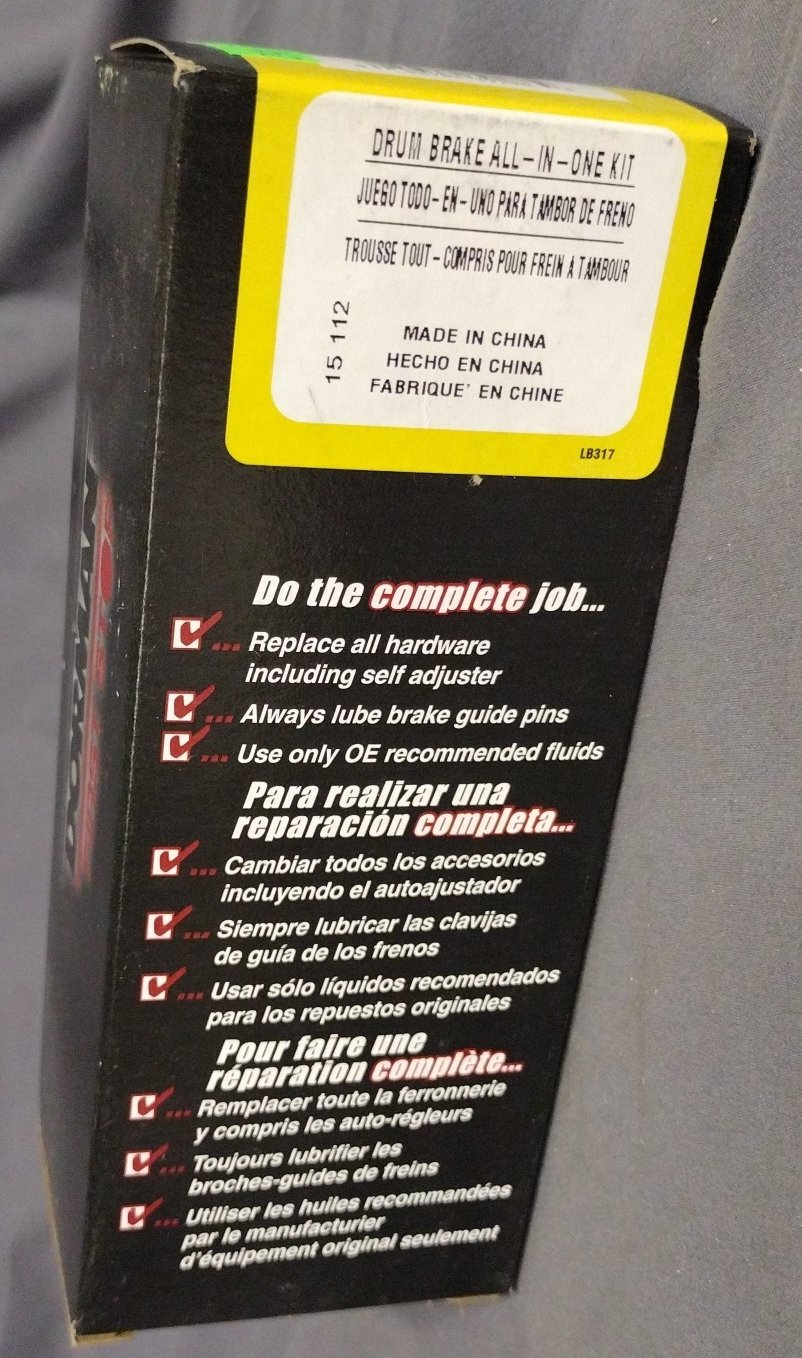 DRUM BRAKE ALL-IN-ONE KIT
JUEGO TODO-EN-UNO PARA TAMBOR DE FRENO
TROUSSE TOUT-COMPRIS POUR FREIN A TAMBOUR
15 112
MADE IN CHINA
HECHO EN CHINA
FABRIQUE' EN CHINE
LB317
DORMAN
Do the complete job...
... Replace all hardware
including self adjuster
... Always lube brake guide pins
... Use only OE recommended fluids
Para realizar una
reparación completa...
... Cambiar todos los accesorios
incluyendo el autoajustador
... Siempre lubricar las clavijas
de guía de los frenos
... Usar sólo líquidos recomendados
para los repuestos originales
Pour faire une
réparation complète...
... Remplacer toute la ferronnerie
y compris les auto-régleurs
... Toujours lubrifier les
broches-guides de freins
... Utiliser les huiles recommandées
par le manufacturier
d'équipement original seulement